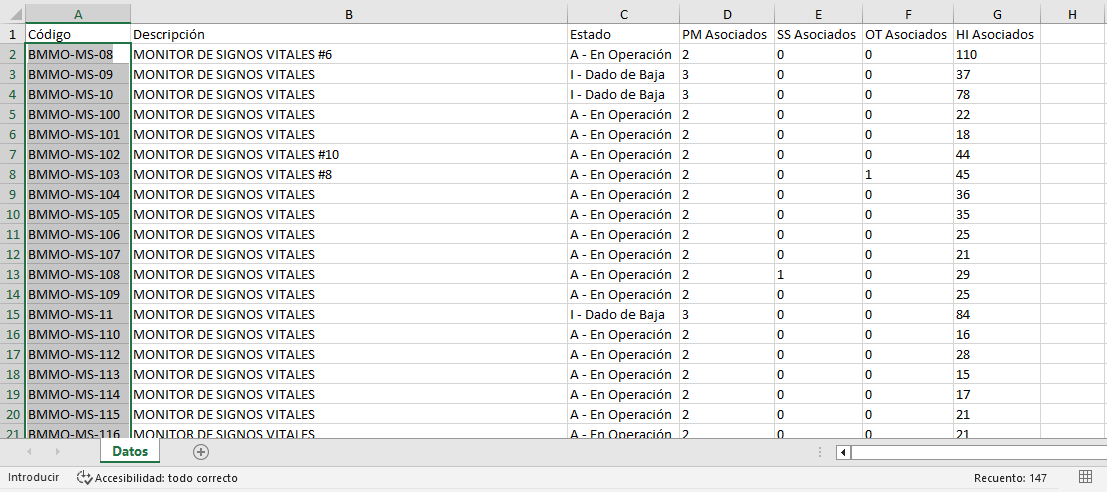 A B C D E F G H
1 Código Descripción Estado PM Asociados SS Asociados OT Asociados HI Asociados
2 BMMO-MS-08 MONITOR DE SIGNOS VITALES #6 A - En Operación 2 0 0 110
3 BMMO-MS-09 MONITOR DE SIGNOS VITALES I - Dado de Baja 3 0 0 37
4 BMMO-MS-10 MONITOR DE SIGNOS VITALES I - Dado de Baja 3 0 0 78
5 BMMO-MS-100 MONITOR DE SIGNOS VITALES A - En Operación 2 0 0 22
6 BMMO-MS-101 MONITOR DE SIGNOS VITALES A - En Operación 2 0 0 18
7 BMMO-MS-102 MONITOR DE SIGNOS VITALES #10 A - En Operación 2 0 0 44
8 BMMO-MS-103 MONITOR DE SIGNOS VITALES #8 A - En Operación 2 0 1 45
9 BMMO-MS-104 MONITOR DE SIGNOS VITALES A - En Operación 2 0 0 36
10 BMMO-MS-105 MONITOR DE SIGNOS VITALES A - En Operación 2 0 0 35
11 BMMO-MS-106 MONITOR DE SIGNOS VITALES A - En Operación 2 0 0 25
12 BMMO-MS-107 MONITOR DE SIGNOS VITALES A - En Operación 2 0 0 21
13 BMMO-MS-108 MONITOR DE SIGNOS VITALES A - En Operación 2 1 0 29
14 BMMO-MS-109 MONITOR DE SIGNOS VITALES A - En Operación 2 0 0 25
15 BMMO-MS-11 MONITOR DE SIGNOS VITALES I - Dado de Baja 3 0 0 84
16 BMMO-MS-110 MONITOR DE SIGNOS VITALES A - En Operación 2 0 0 16
17 BMMO-MS-112 MONITOR DE SIGNOS VITALES A - En Operación 2 0 0 28
18 BMMO-MS-113 MONITOR DE SIGNOS VITALES A - En Operación 2 0 0 15
19 BMMO-MS-114 MONITOR DE SIGNOS VITALES A - En Operación 2 0 0 17
20 BMMO-MS-115 MONITOR DE SIGNOS VITALES A - En Operación 2 0 0 21
21 BMMO-MS-116 MONITOR DE SIGNOS VITALES A - En Operación 2 0 0 21
Datos
Introducir Accesibilidad: todo correcto Recuento: 147